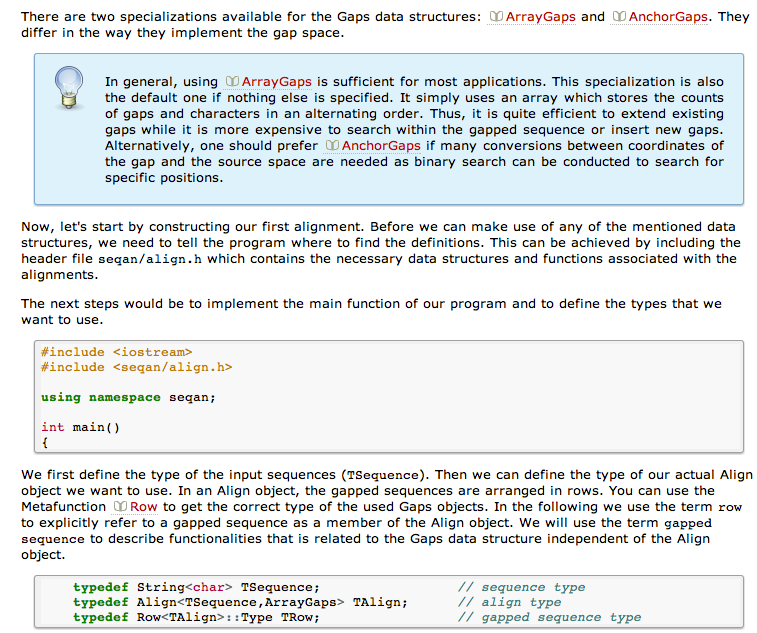 There are two specializations available for the Gaps data structures: ArrayGaps and AnchorGaps. They
differ in the way they implement the gap space.
In general, using ArrayGaps is sufficient for most applications. This specialization is also
the default one if nothing else is specified. It simply uses an array which stores the counts
of gaps and characters in an alternating order. Thus, it is quite efficient to extend existing
gaps while it is more expensive to search within the gapped sequence or insert new gaps.
Alternatively, one should prefer AnchorGaps if many conversions between coordinates of
the gap and the source space are needed as binary search can be conducted to search for
specific positions.
Now, let's start by constructing our first alignment. Before we can make use of any of the mentioned data
structures, we need to tell the program where to find the definitions. This can be achieved by including the
header file seqan/align.h which contains the necessary data structures and functions associated with the
alignments.
The next steps would be to implement the main function of our program and to define the types that we
want to use.
#include <iostream>
#include <seqan/align.h>
using namespace seqan;
int main()
{
We first define the type of the input sequences (TSequence). Then we can define the type of our actual Align
object we want to use. In an Align object, the gapped sequences are arranged in rows. You can use the
Metafunction Row to get the correct type of the used Gaps objects. In the following we use the term row
to explicitly refer to a gapped sequence as a member of the Align object. We will use the term gapped
sequence to describe functionalities that is related to the Gaps data structure independent of the Align
object.
typedef String<char> TSequence; // sequence type
typedef Align<TSequence,ArrayGaps> TAlign; // align type
typedef Row<TAlign>::Type TRow; // gapped sequence type